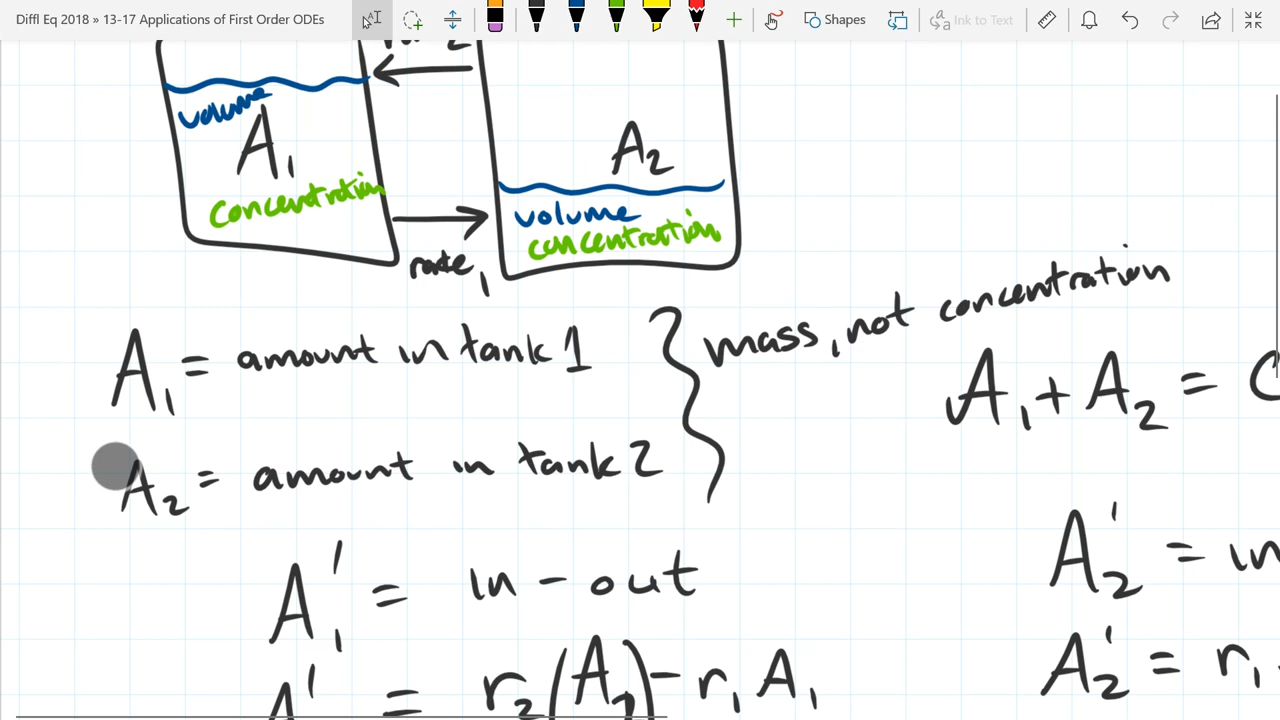 Diffl Eq 2018 » 13-17 Applications of First Order ODEs
Shapes
Ink to Text
volume
A₁
concentration
A₂
volume
concentration
rate₁
A₁ = amount in tank 1
mass, not concentration
A₁ + A₂ = C
A₂ = amount in tank 2
A₁' = in - out
A₂' = in
A₂' = r₁
A' = r₂(A₂) - r₁ A₁